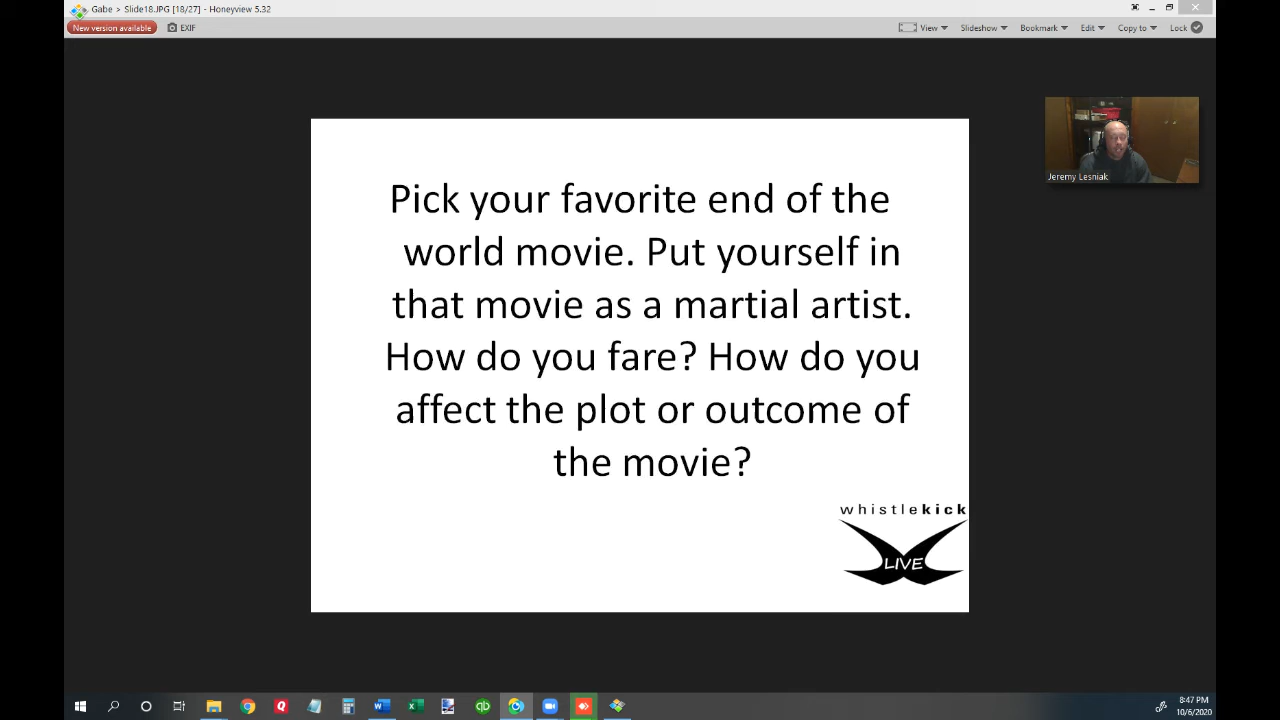 Gabe > Slide18.JPG [18/27] - Honeyview 5.32
New version available
EXIF
View
Slideshow
Bookmark
Edit
Copy to
Lock
Jeremy Lesniak
Pick your favorite end of the
world movie. Put yourself in
that movie as a martial artist.
How do you fare? How do you
affect the plot or outcome of
the movie?
whistlekick
LIVE
8:47 PM
10/6/2020